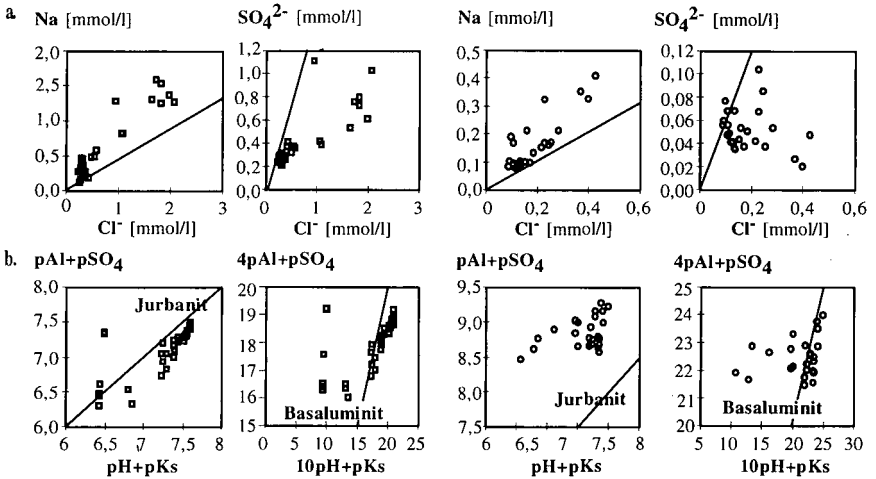 a. Na [mmol/l] SO₄²⁻ [mmol/l] Na [mmol/l] SO₄²⁻ [mmol/l]
2,0 1,2 0,5 0,12
1,0 0,10
1,5 0,4
0,8 0,08
0,3
1,0 0,6 0,06
0,2
0,4 0,04
0,5 0,1
0,2 0,02
0,0 0,0 0,0 0,00
0 1 2 3 0 1 2 3 0 0,2 0,4 0,6 0 0,2 0,4 0,6
Cl⁻ [mmol/l] Cl⁻ [mmol/l] Cl⁻ [mmol/l] Cl⁻ [mmol/l]
b. pAl+pSO₄ 4pAl+pSO₄ pAl+pSO₄ 4pAl+pSO₄
8,0 20 9,5 25
Jurbanit
19 24
7,5 9,0
18 23
7,0 8,5
17 22
6,5 16 8,0 21
Basaluminit Jurbanit Basaluminit
6,0 15 7,5 20
6 6,5 7 7,5 8 0 5 10 15 20 25 6 6,5 7 7,5 8 5 10 15 20 25 30
pH+pKs 10pH+pKs pH+pKs 10pH+pKs